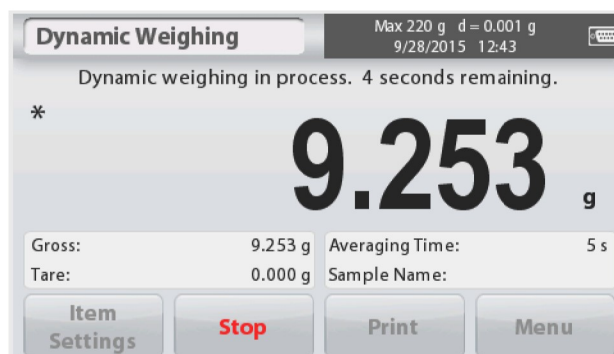 Dynamic Weighing
Max 220 g d = 0.001 g
9/28/2015 12:43
Dynamic weighing in process. 4 seconds remaining.
*
9.253 g
Gross: 9.253 g
Tare: 0.000 g
Averaging Time: 5 s
Sample Name:
Item
Settings
Stop
Print
Menu